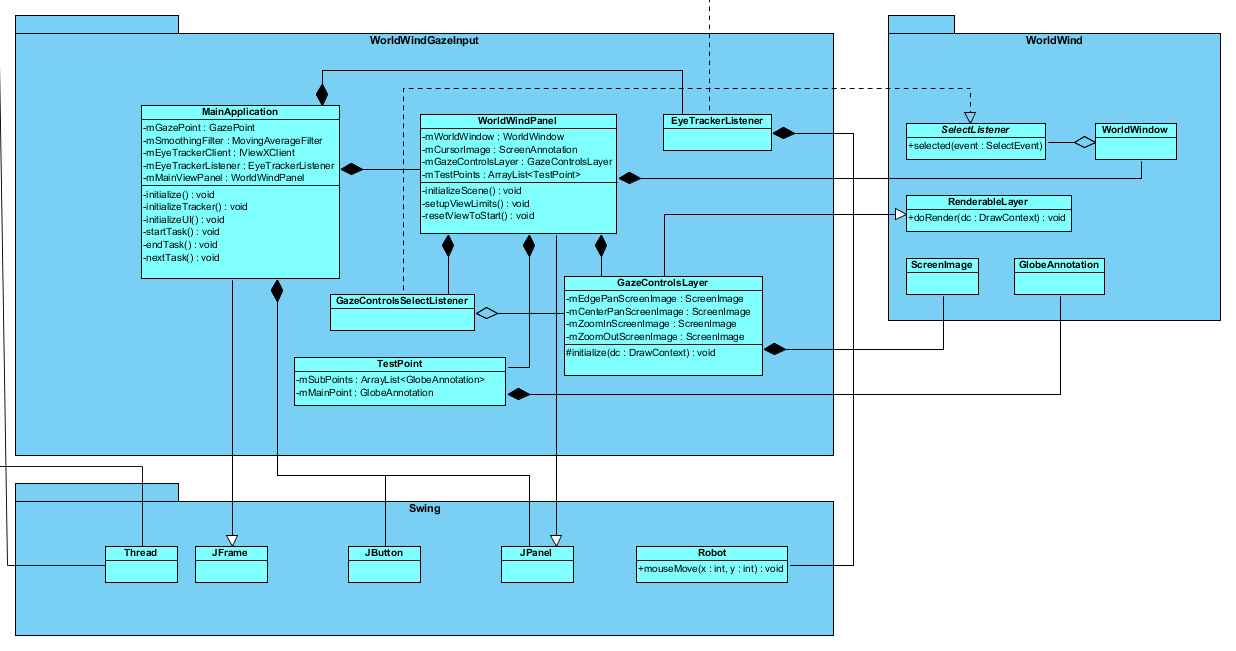 WorldWindGazeInput
MainApplication
-mGazePoint : GazePoint
-mSmoothingFilter : MovingAverageFilter
-mEyeTrackerClient : IViewXClient
-mEyeTrackerListener : EyeTrackerListener
-mMainViewPanel : WorldWindPanel
-initialize() : void
-initializeTracker() : void
-initializeUI() : void
-startTask() : void
-endTask() : void
-nextTask() : void
WorldWindPanel
-mWorldWindow : WorldWindow
-mCursorImage : ScreenAnnotation
-mGazeControlsLayer : GazeControlsLayer
-mTestPoints : ArrayList<TestPoint>
-initializeScene() : void
-setupViewLimits() : void
-resetViewToStart() : void
EyeTrackerListener
GazeControlsSelectListener
GazeControlsLayer
-mEdgePanScreenImage : ScreenImage
-mCenterPanScreenImage : ScreenImage
-mZoomInScreenImage : ScreenImage
-mZoomOutScreenImage : ScreenImage
#initialize(dc : DrawContext) : void
TestPoint
-mSubPoints : ArrayList<GlobeAnnotation>
-mMainPoint : GlobeAnnotation
WorldWind
SelectListener
+selected(event : SelectEvent)
WorldWindow
RenderableLayer
+doRender(dc : DrawContext) : void
ScreenImage
GlobeAnnotation
Swing
Thread
JFrame
JButton
JPanel
Robot
+mouseMove(x : int, y : int) : void